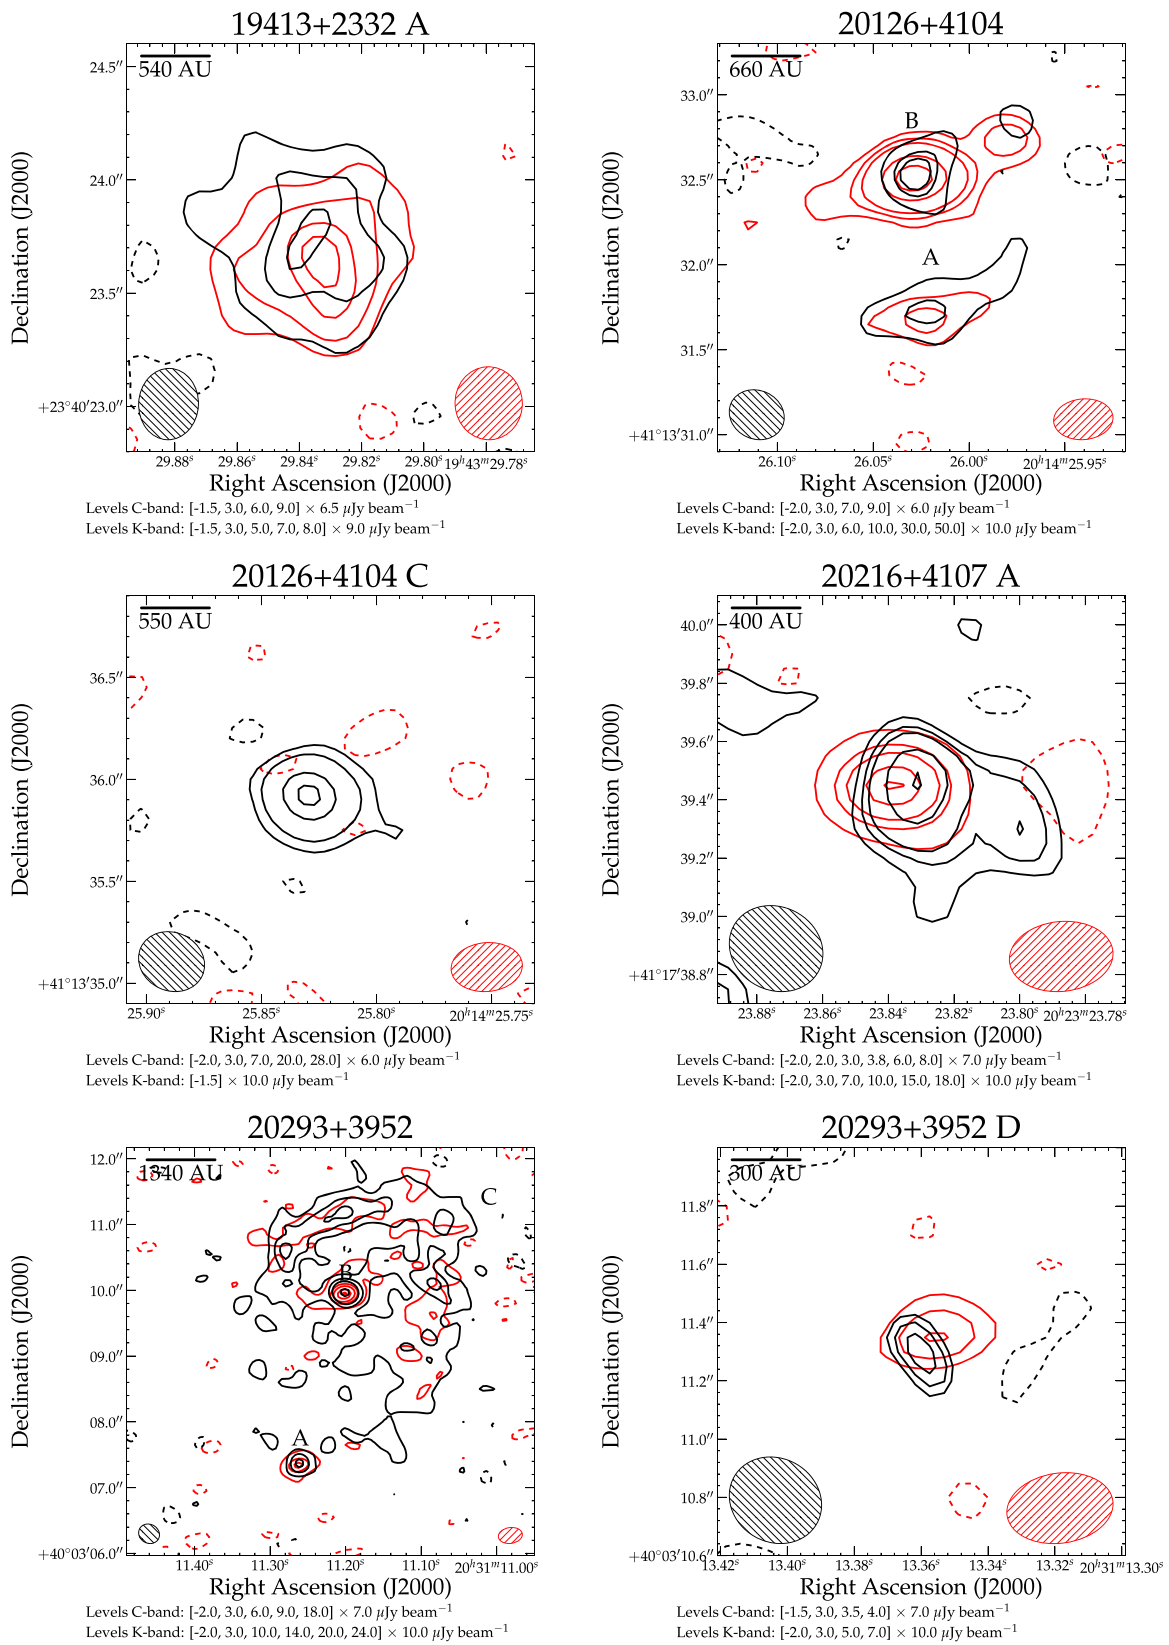 19413+2332 A
540 AU
24.5″
24.0″
23.5″
+23°40′23.0″
Declination (J2000)
29.88ˢ 29.86ˢ 29.84ˢ 29.82ˢ 29.80ˢ 19ʰ43ᵐ29.78ˢ
Right Ascension (J2000)
Levels C-band: [-1.5, 3.0, 6.0, 9.0] × 6.5 μJy beam⁻¹
Levels K-band: [-1.5, 3.0, 5.0, 7.0, 8.0] × 9.0 μJy beam⁻¹
20126+4104
660 AU
B
A
33.0″
32.5″
32.0″
31.5″
+41°13′31.0″
Declination (J2000)
26.10ˢ 26.05ˢ 26.00ˢ 20ʰ14ᵐ25.95ˢ
Right Ascension (J2000)
Levels C-band: [-2.0, 3.0, 7.0, 9.0] × 6.0 μJy beam⁻¹
Levels K-band: [-2.0, 3.0, 6.0, 10.0, 30.0, 50.0] × 10.0 μJy beam⁻¹
20126+4104 C
550 AU
36.5″
36.0″
35.5″
+41°13′35.0″
Declination (J2000)
25.90ˢ 25.85ˢ 25.80ˢ 20ʰ14ᵐ25.75ˢ
Right Ascension (J2000)
Levels C-band: [-2.0, 3.0, 7.0, 20.0, 28.0] × 6.0 μJy beam⁻¹
Levels K-band: [-1.5] × 10.0 μJy beam⁻¹
20216+4107 A
400 AU
40.0″
39.8″
39.6″
39.4″
39.2″
39.0″
+41°17′38.8″
Declination (J2000)
23.88ˢ 23.86ˢ 23.84ˢ 23.82ˢ 23.80ˢ 20ʰ23ᵐ23.78ˢ
Right Ascension (J2000)
Levels C-band: [-2.0, 2.0, 3.0, 3.8, 6.0, 8.0] × 7.0 μJy beam⁻¹
Levels K-band: [-2.0, 3.0, 7.0, 10.0, 15.0, 18.0] × 10.0 μJy beam⁻¹
20293+3952
1340 AU
C
B
A
12.0″
11.0″
10.0″
09.0″
08.0″
07.0″
+40°03′06.0″
Declination (J2000)
11.40ˢ 11.30ˢ 11.20ˢ 11.10ˢ 20ʰ31ᵐ11.00ˢ
Right Ascension (J2000)
Levels C-band: [-2.0, 3.0, 6.0, 9.0, 18.0] × 7.0 μJy beam⁻¹
Levels K-band: [-2.0, 3.0, 10.0, 14.0, 20.0, 24.0] × 10.0 μJy beam⁻¹
20293+3952 D
300 AU
11.8″
11.6″
11.4″
11.2″
11.0″
10.8″
+40°03′10.6″
Declination (J2000)
13.42ˢ 13.40ˢ 13.38ˢ 13.36ˢ 13.34ˢ 13.32ˢ 20ʰ31ᵐ13.30ˢ
Right Ascension (J2000)
Levels C-band: [-1.5, 3.0, 3.5, 4.0] × 7.0 μJy beam⁻¹
Levels K-band: [-2.0, 3.0, 5.0, 7.0] × 10.0 μJy beam⁻¹